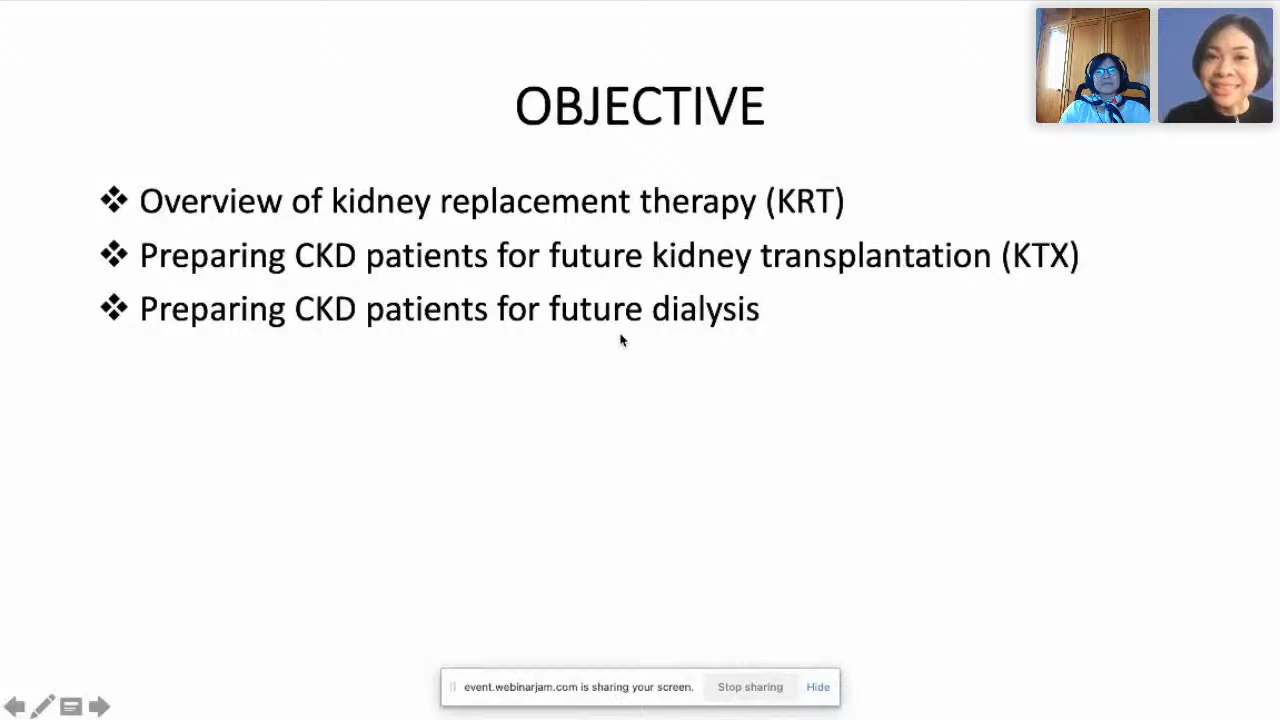 OBJECTIVE
❖ Overview of kidney replacement therapy (KRT)
❖ Preparing CKD patients for future kidney transplantation (KTX)
❖ Preparing CKD patients for future dialysis
event.webinarjam.com is sharing your screen. Stop sharing Hide